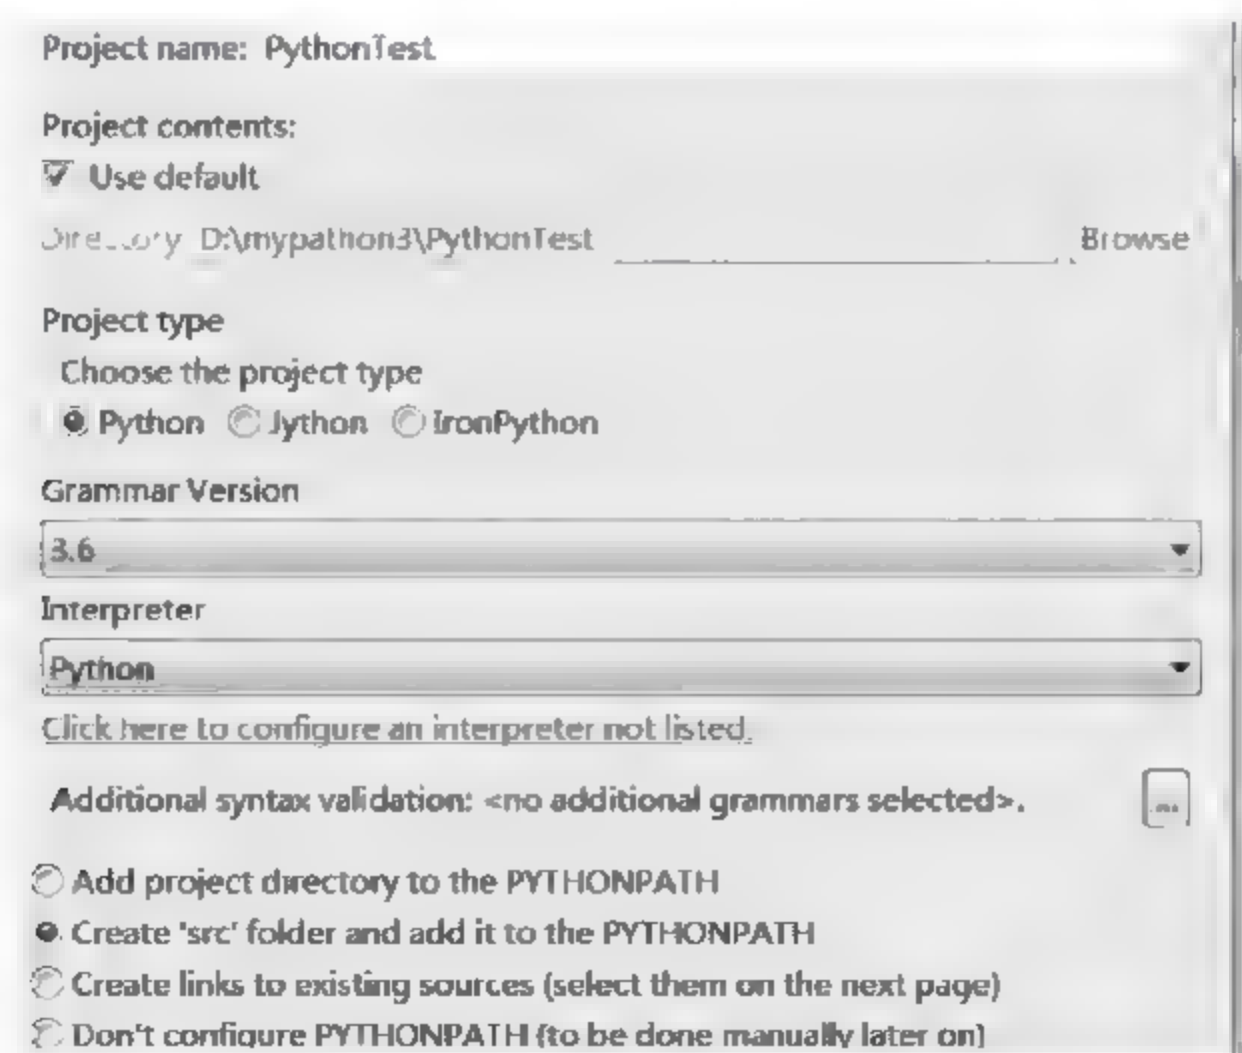 Project name: PythonTest
Project contents:
Use default
Directory D:\mypathon3\PythonTest Browse
Project type
Choose the project type
Python Jython IronPython
Grammar Version
3.6
Interpreter
Python
Click here to configure an interpreter not listed.
Additional syntax validation: <no additional grammars selected>. ...
Add project directory to the PYTHONPATH
Create 'src' folder and add it to the PYTHONPATH
Create links to existing sources (select them on the next page)
Don't configure PYTHONPATH (to be done manually later on)